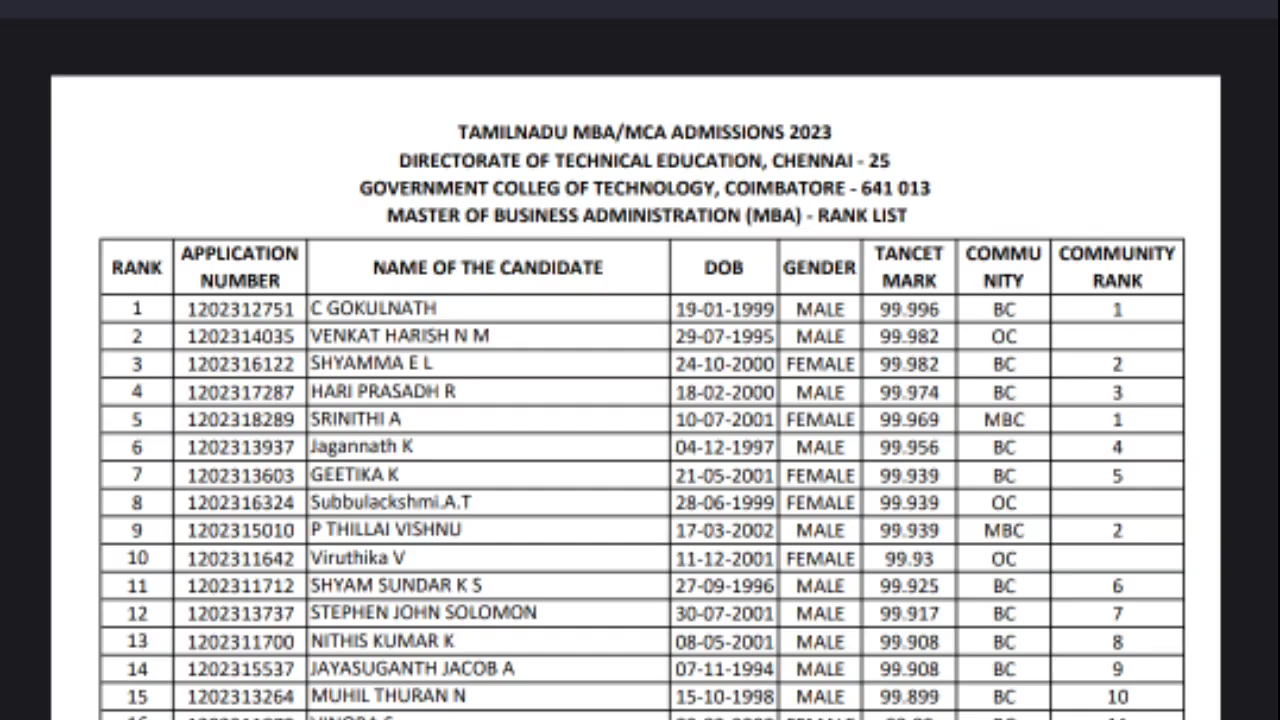 TAMILNADU MBA/MCA ADMISSIONS 2023
DIRECTORATE OF TECHNICAL EDUCATION, CHENNAI - 25
GOVERNMENT COLLEG OF TECHNOLOGY, COIMBATORE - 641 013
MASTER OF BUSINESS ADMINISTRATION (MBA) - RANK LIST
RANK APPLICATION NUMBER NAME OF THE CANDIDATE DOB GENDER TANCET MARK COMMU NITY COMMUNITY RANK
1 1202312751 C GOKULNATH 19-01-1999 MALE 99.996 BC 1
2 1202314035 VENKAT HARISH N M 29-07-1995 MALE 99.982 OC
3 1202316122 SHYAMMA E L 24-10-2000 FEMALE 99.982 BC 2
4 1202317287 HARI PRASADH R 18-02-2000 MALE 99.974 BC 3
5 1202318289 SRINITHI A 10-07-2001 FEMALE 99.969 MBC 1
6 1202313937 Jagannath K 04-12-1997 MALE 99.956 BC 4
7 1202313603 GEETIKA K 21-05-2001 FEMALE 99.939 BC 5
8 1202316324 Subbulackshmi.A.T 28-06-1999 FEMALE 99.939 OC
9 1202315010 P THILLAI VISHNU 17-03-2002 MALE 99.939 MBC 2
10 1202311642 Viruthika V 11-12-2001 FEMALE 99.93 OC
11 1202311712 SHYAM SUNDAR K S 27-09-1996 MALE 99.925 BC 6
12 1202313737 STEPHEN JOHN SOLOMON 30-07-2001 MALE 99.917 BC 7
13 1202311700 NITHIS KUMAR K 08-05-2001 MALE 99.908 BC 8
14 1202315537 JAYASUGANTH JACOB A 07-11-1994 MALE 99.908 BC 9
15 1202313264 MUHIL THURAN N 15-10-1998 MALE 99.899 BC 10